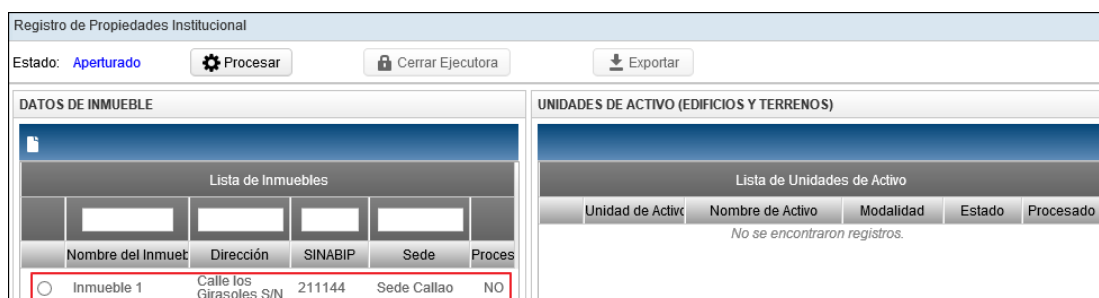 Registro de Propiedades Institucional
Estado: Aperturado Procesar Cerrar Ejecutora Exportar
DATOS DE INMUEBLE
Lista de Inmuebles
Nombre del Inmueb Dirección SINABIP Sede Proces
Inmueble 1 Calle los Girasoles S/N 211144 Sede Callao NO
UNIDADES DE ACTIVO (EDIFICIOS Y TERRENOS)
Lista de Unidades de Activo
Unidad de Activo Nombre de Activo Modalidad Estado Procesado
No se encontraron registros.